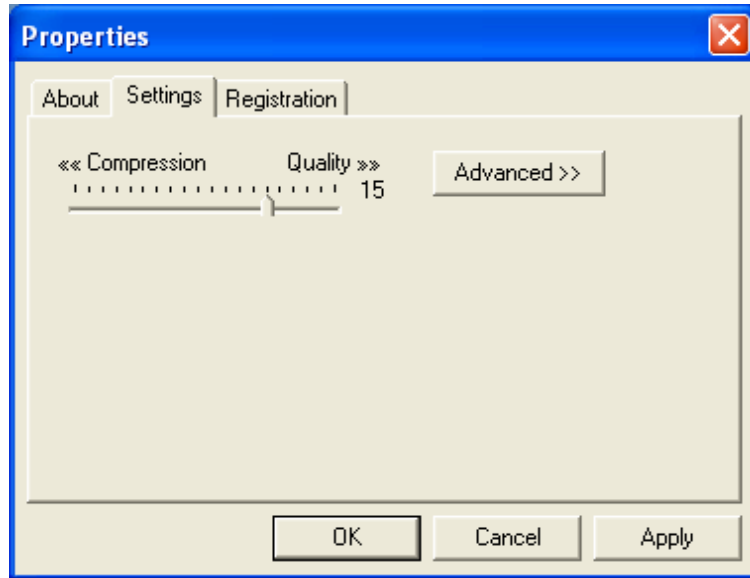 Properties
About Settings Registration
«« Compression Quality »»
15
Advanced >>
OK Cancel Apply